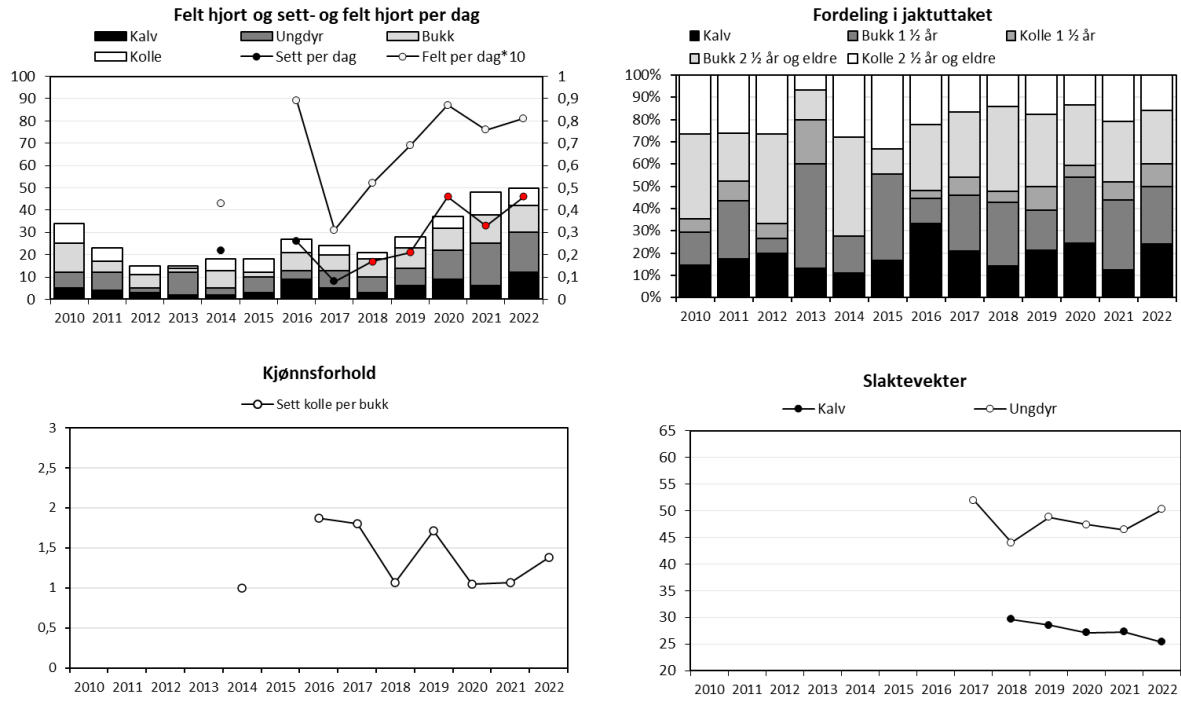 Felt hjort og sett- og felt hjort per dag
Kalv Ungdyr Bukk
Kolle Sett per dag Felt per dag*10
100 1
90 0,9
80 0,8
70 0,7
60 0,6
50 0,5
40 0,4
30 0,3
20 0,2
10 0,1
0 0
2010 2011 2012 2013 2014 2015 2016 2017 2018 2019 2020 2021 2022
Fordeling i jaktuttaket
Kalv Bukk 1 ½ år Kolle 1 ½ år
Bukk 2 ½ år og eldre Kolle 2 ½ år og eldre
100%
90%
80%
70%
60%
50%
40%
30%
20%
10%
0%
2010 2011 2012 2013 2014 2015 2016 2017 2018 2019 2020 2021 2022
Kjønnsforhold
Sett kolle per bukk
3
2,5
2
1,5
1
0,5
0
2010 2011 2012 2013 2014 2015 2016 2017 2018 2019 2020 2021 2022
Slaktevekter
Kalv Ungdyr
65
60
55
50
45
40
35
30
25
20
2010 2011 2012 2013 2014 2015 2016 2017 2018 2019 2020 2021 2022